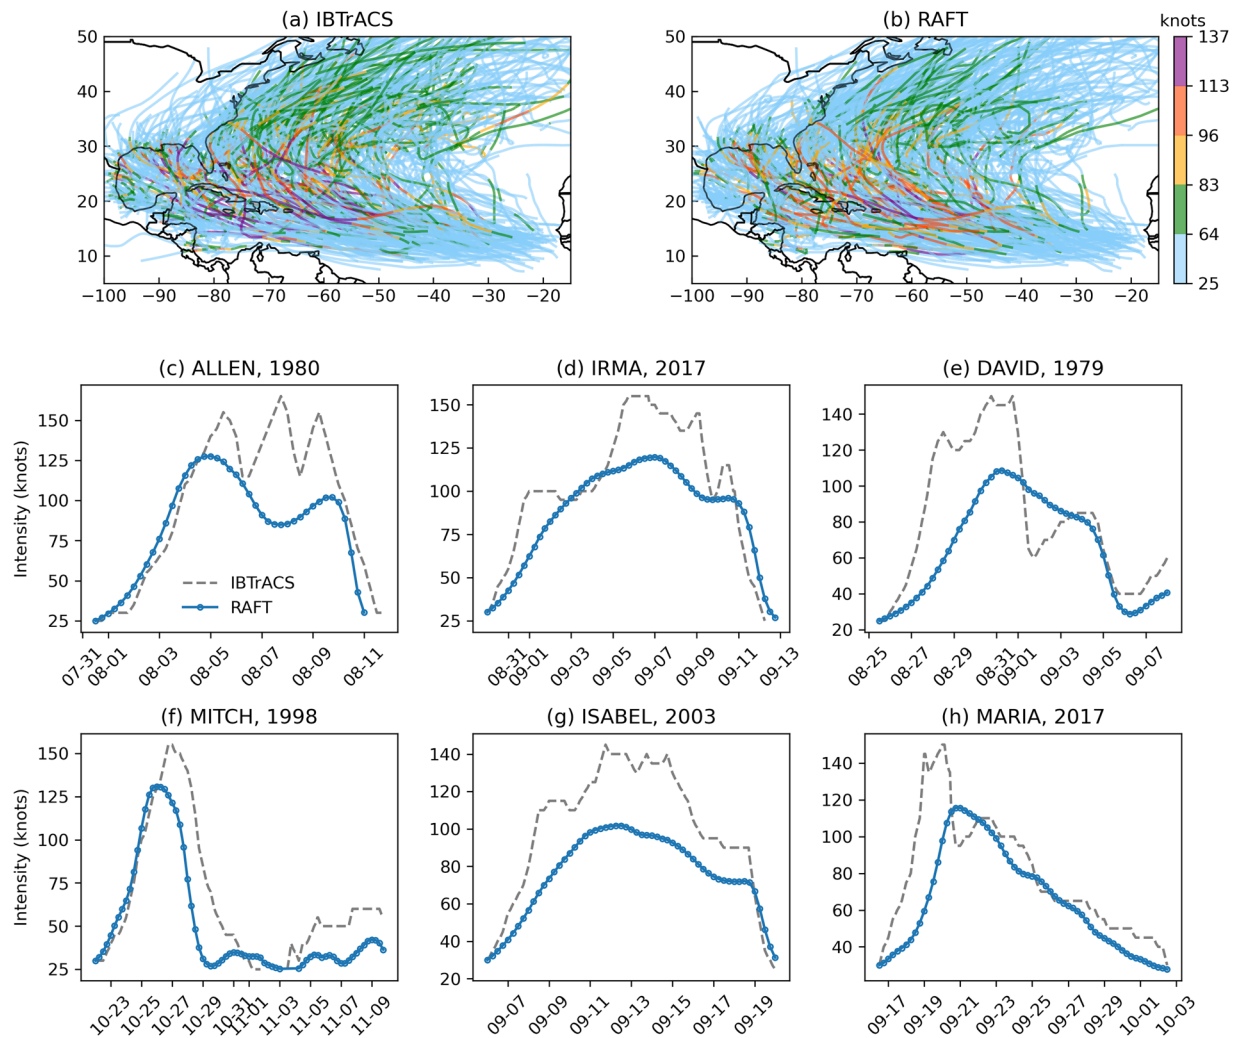 (a) IBTrACS
(b) RAFT
knots
50
40
30
20
10
−100 −90 −80 −70 −60 −50 −40 −30 −20
50
40
30
20
10
−100 −90 −80 −70 −60 −50 −40 −30 −20
137
113
96
83
64
25
(c) ALLEN, 1980
Intensity (knots)
150
125
100
75
50
25
IBTrACS
RAFT
07-31 08-01 08-03 08-05 08-07 08-09 08-11
(d) IRMA, 2017
150
125
100
75
50
25
08-31 09-01 09-03 09-05 09-07 09-09 09-11 09-13
(e) DAVID, 1979
140
120
100
80
60
40
20
08-25 08-27 08-29 08-31 09-01 09-03 09-05 09-07
(f) MITCH, 1998
Intensity (knots)
150
125
100
75
50
25
10-23 10-25 10-27 10-29 10-31 11-01 11-03 11-05 11-07 11-09
(g) ISABEL, 2003
140
120
100
80
60
40
20
09-07 09-09 09-11 09-13 09-15 09-17 09-19
(h) MARIA, 2017
140
120
100
80
60
40
09-17 09-19 09-21 09-23 09-25 09-27 09-29 10-01 10-03